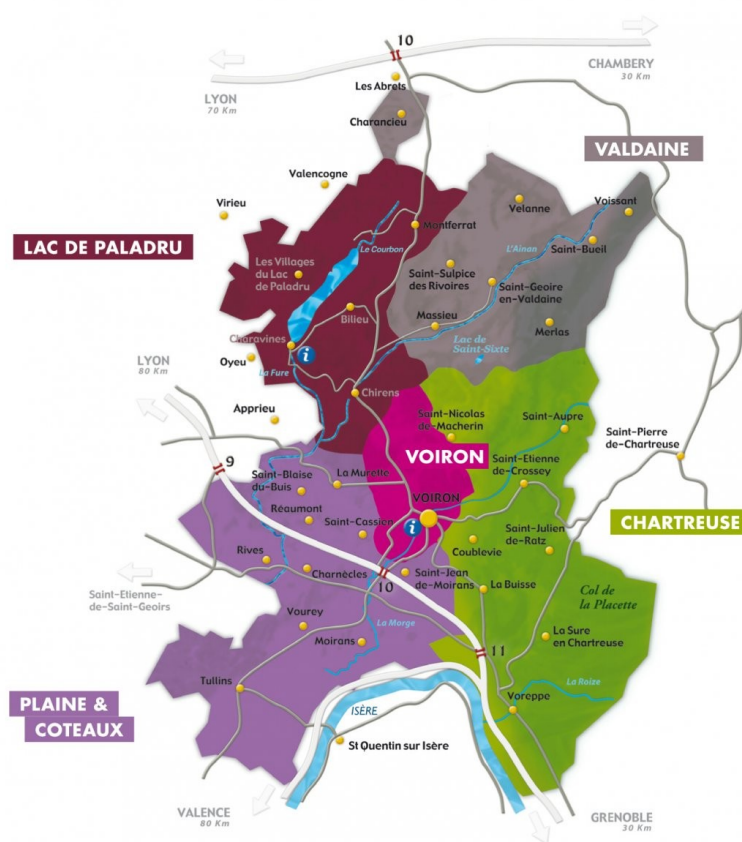 10
CHAMBERY
30 Km
LYON
70 Km
Les Abrets
Charancieu
VALDAINE
Valencogne
Virieu
Velanne
Voissant
Montferrat
LAC DE PALADRU
Le Courbon
L'Ainan
Saint-Bueil
Les Villages
du Lac
de Paladru
Saint-Sulpice
des Rivoires
Saint-Geoire
en-Valdaine
Bilieu
Massieu
Merlas
Charavines
i
Lac de
Saint-Sixte
LYON
80 Km
Oyeu
La Fure
Chirens
Apprieu
Saint-Nicolas
de-Macherin
Saint-Aupre
Saint-Pierre
de-Chartreuse
9
VOIRON
Saint-Etienne
de-Crossey
Saint-Blaise
du-Buis
La Murette
VOIRON
Réaumont
Saint-Cassien
i
CHARTREUSE
Saint-Julien
de-Ratz
Coublevie
Rives
Charnècles
10
Saint-Jean
de-Moirans
La Buisse
Col de
la Placette
Saint-Etienne-
de-Saint-Geoirs
Vourey
La Morge
Moirans
11
La Sure
en Chartreuse
Tullins
La Roize
PLAINE &
COTEAUX
Voreppe
ISÈRE
St Quentin sur Isère
VALENCE
80 Km
GRENOBLE
30 Km